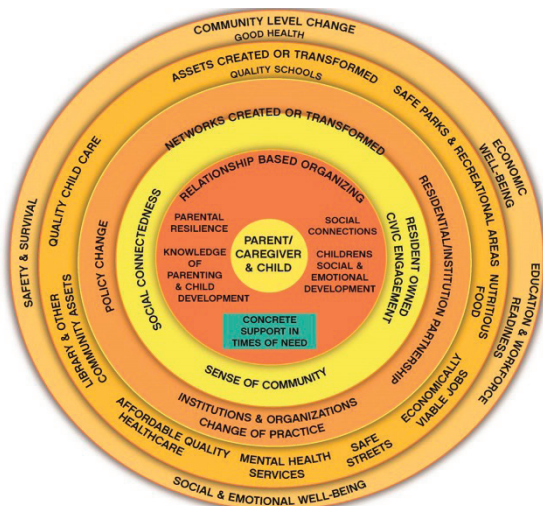 COMMUNITY LEVEL CHANGE
GOOD HEALTH
ASSETS CREATED OR TRANSFORMED
QUALITY SCHOOLS
NETWORKS CREATED OR TRANSFORMED
RELATIONSHIP BASED ORGANIZING
PARENTAL
RESILIENCE
KNOWLEDGE
OF
PARENTING
& CHILD
DEVELOPMENT
PARENT/
CAREGIVER
& CHILD
SOCIAL
CONNECTIONS
CHILDRENS
SOCIAL &
EMOTIONAL
DEVELOPMENT
CONCRETE
SUPPORT IN
TIMES OF NEED
SOCIAL CONNECTEDNESS
RESIDENT OWNED
CIVIC ENGAGEMENT
SENSE OF COMMUNITY
POLICY CHANGE
RESIDENTIAL/INSTITUTION PARTNERSHIP
INSTITUTIONS & ORGANIZATIONS
CHANGE OF PRACTICE
QUALITY CHILD CARE
SAFE PARKS & RECREATIONAL AREAS
NUTRITIOUS
FOOD
LIBRARY & OTHER
COMMUNITY ASSETS
ECONOMICALLY
VIABLE JOBS
AFFORDABLE QUALITY
HEALTHCARE
MENTAL HEALTH
SERVICES
SAFE
STREETS
SAFETY & SURVIVAL
ECONOMIC
WELL-BEING
EDUCATION & WORKFORCE
READINESS
SOCIAL & EMOTIONAL WELL-BEING